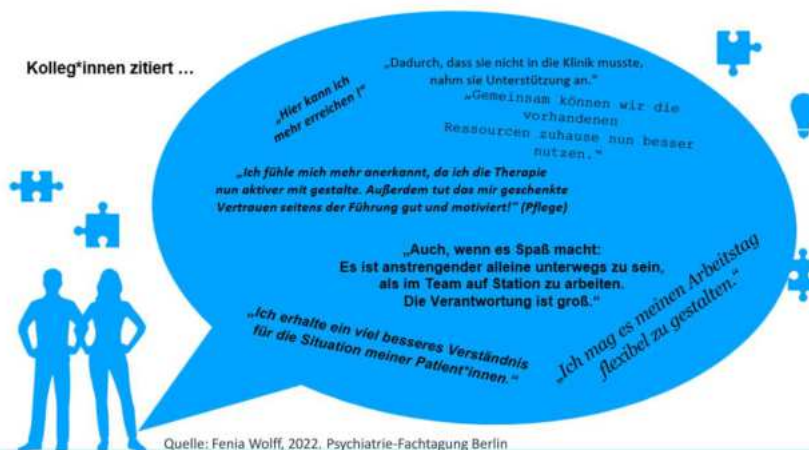 Kolleg*innen zitiert ...
„Dadurch, dass sie nicht in die Klinik musste,
nahm sie Unterstützung an."
„Hier kann ich
mehr erreichen !"
„Gemeinsam können wir die
vorhandenen
Ressourcen zuhause nun besser
nutzen."
„Ich fühle mich mehr anerkannt, da ich die Therapie
nun aktiver mit gestalte. Außerdem tut das mir geschenkte
Vertrauen seitens der Führung gut und motiviert!" (Pflege)
„Auch, wenn es Spaß macht:
Es ist anstrengender alleine unterwegs zu sein,
als im Team auf Station zu arbeiten.
Die Verantwortung ist groß."
„Ich erhalte ein viel besseres Verständnis
für die Situation meiner Patient*innen."
„Ich mag es meinen Arbeitstag
flexibel zu gestalten."
Quelle: Fenia Wolff, 2022. Psychiatrie-Fachtagung Berlin